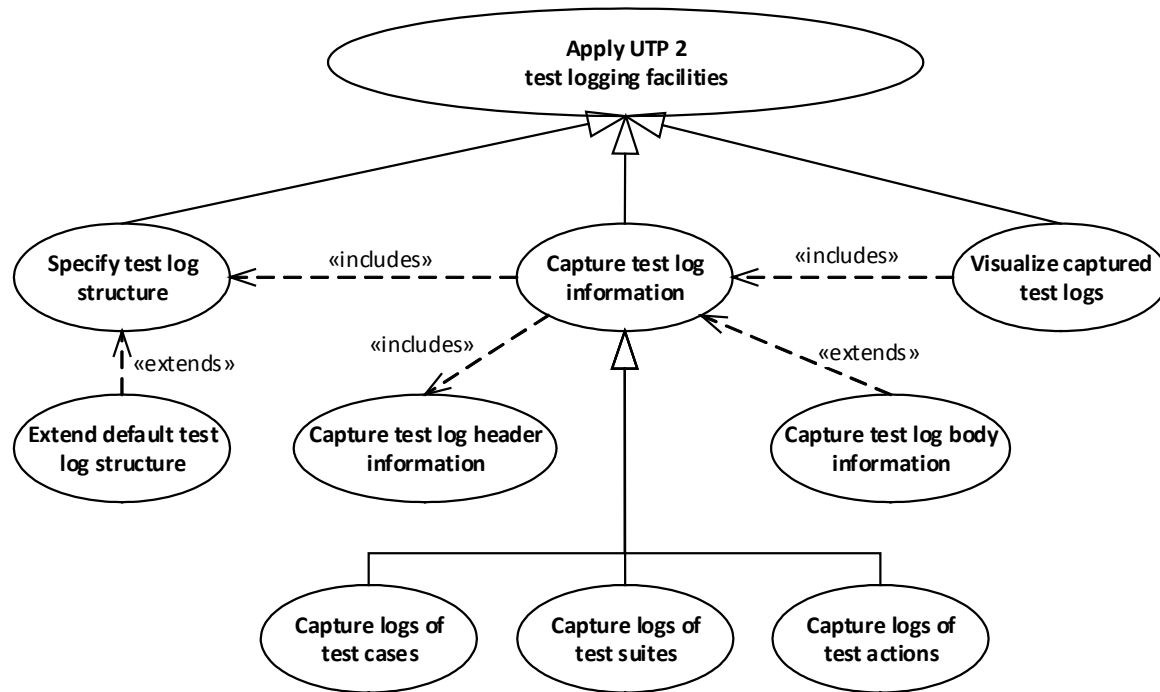 Apply UTP 2
test logging facilities
Specify test log
structure
«includes»
Capture test log
information
«includes»
Visualize captured
test logs
«includes»
«extends»
«extends»
Extend default test
log structure
Capture test log header
information
Capture test log body
information
Capture logs of
test cases
Capture logs of
test suites
Capture logs of
test actions